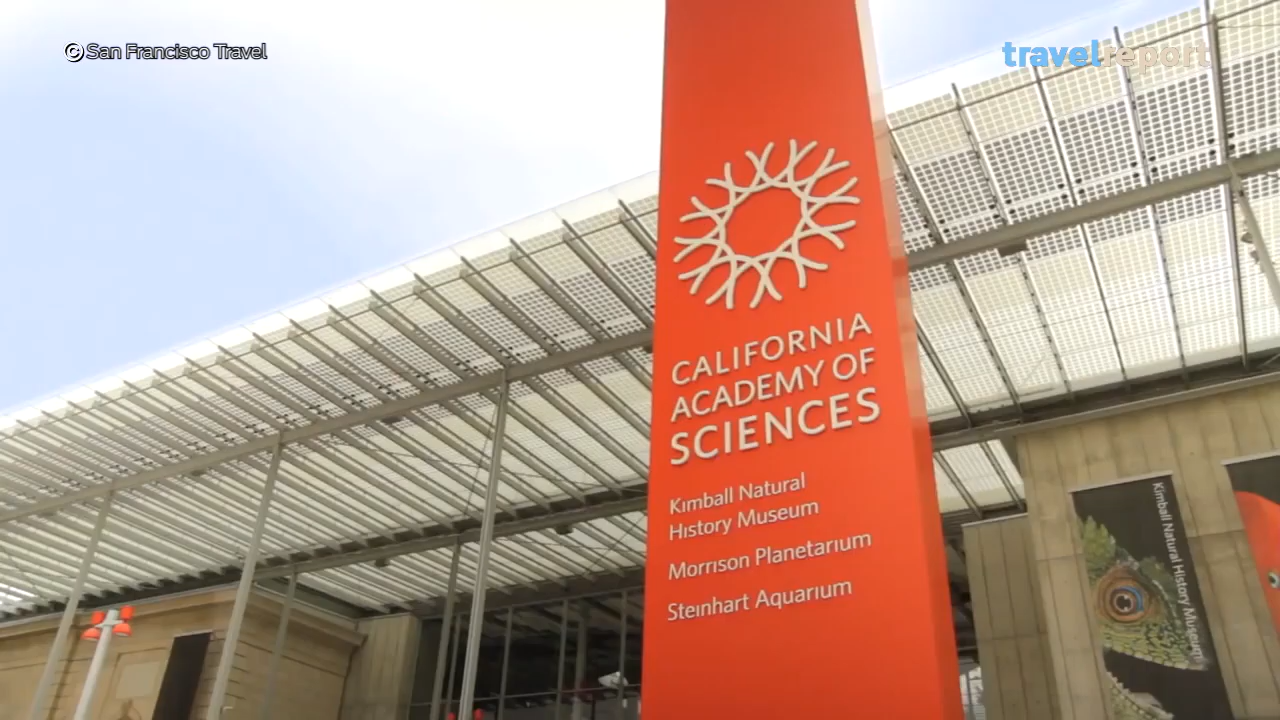 © San Francisco Travel
travelreport
CALIFORNIA
ACADEMY OF
SCIENCES
Kimball Natural
History Museum
Morrison Planetarium
Steinhart Aquarium
Kimball Natural History Museum